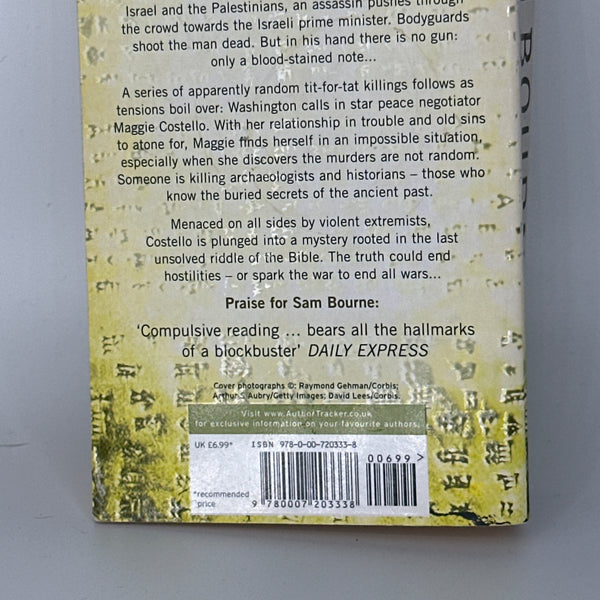 Israel and the Palestinians, an assassin pushes through
the crowd towards the Israeli prime minister. Bodyguards
shoot the man dead. But in his hand there is no gun:
only a blood-stained note...
A series of apparently random tit-for-tat killings follows as
tensions boil over: Washington calls in star peace negotiator
Maggie Costello. With her relationship in trouble and old sins
to atone for, Maggie finds herself in an impossible situation,
especially when she discovers the murders are not random.
Someone is killing archaeologists and historians – those who
know the buried secrets of the ancient past.
Menaced on all sides by violent extremists,
Costello is plunged into a mystery rooted in the last
unsolved riddle of the Bible. The truth could end
hostilities – or spark the war to end all wars...
Praise for Sam Bourne:
'Compulsive reading ... bears all the hallmarks
of a blockbuster' DAILY EXPRESS
Cover photographs ©: Raymond Gehman/Corbis;
Arthur S Aubry/Getty Images; David Lees/Corbis.
Visit www.AuthorTracker.co.uk
for exclusive information on your favourite authors.
UK £6.99* ISBN 978-0-00-720333-8
00699 >
*recommended
price
9 780007 203338
BOURN